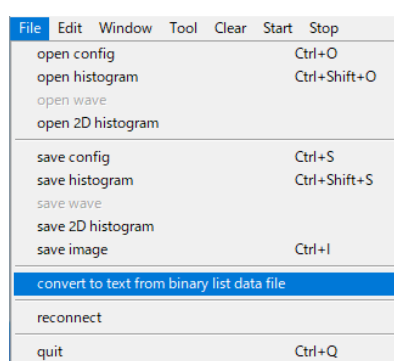 File Edit Window Tool Clear Start Stop
open config Ctrl+O
open histogram Ctrl+Shift+O
open wave
open 2D histogram
save config Ctrl+S
save histogram Ctrl+Shift+S
save wave
save 2D histogram
save image Ctrl+I
convert to text from binary list data file
reconnect
quit Ctrl+Q